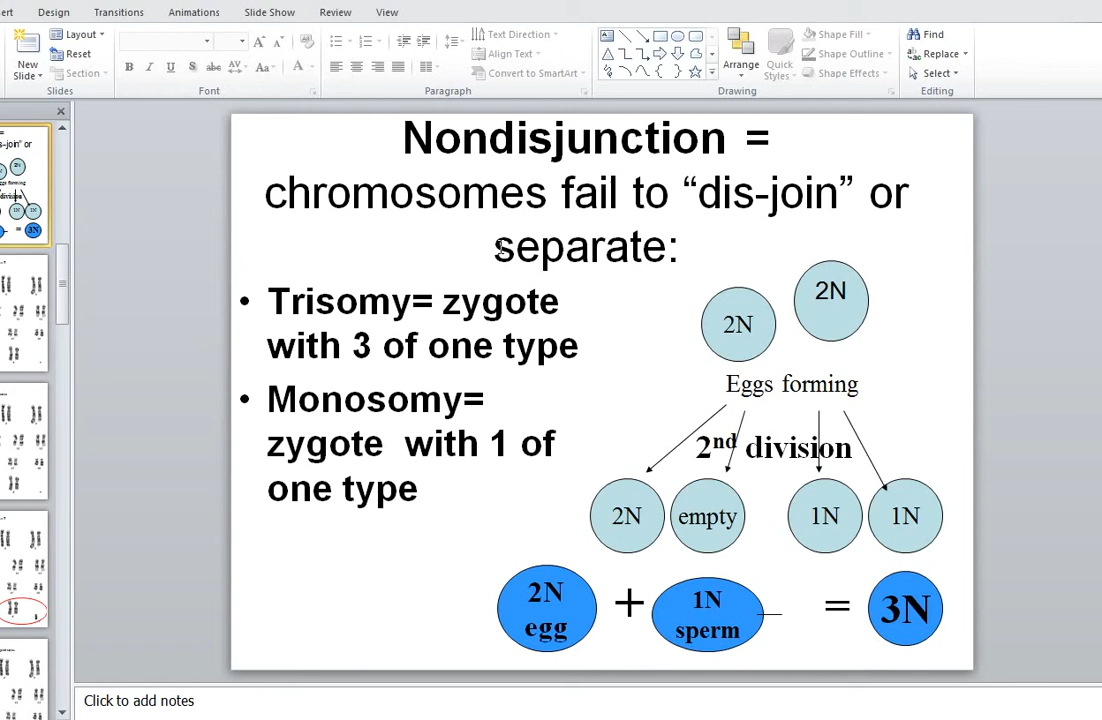 ert Design Transitions Animations Slide Show Review View
Layout
Reset
Section
New
Slide
Slides
B I U S abc AV Aa A
Font
Text Direction
Align Text
Convert to SmartArt
Paragraph
Arrange
Quick
Styles
Shape Fill
Shape Outline
Shape Effects
Drawing
Find
Replace
Select
Editing
Nondisjunction =
chromosomes fail to “dis-join” or
separate:
• Trisomy= zygote
with 3 of one type
• Monosomy=
zygote with 1 of
one type
2N 2N
Eggs forming
2nd division
2N empty 1N 1N
2N
egg
+
1N
sperm
=
3N
Click to add notes